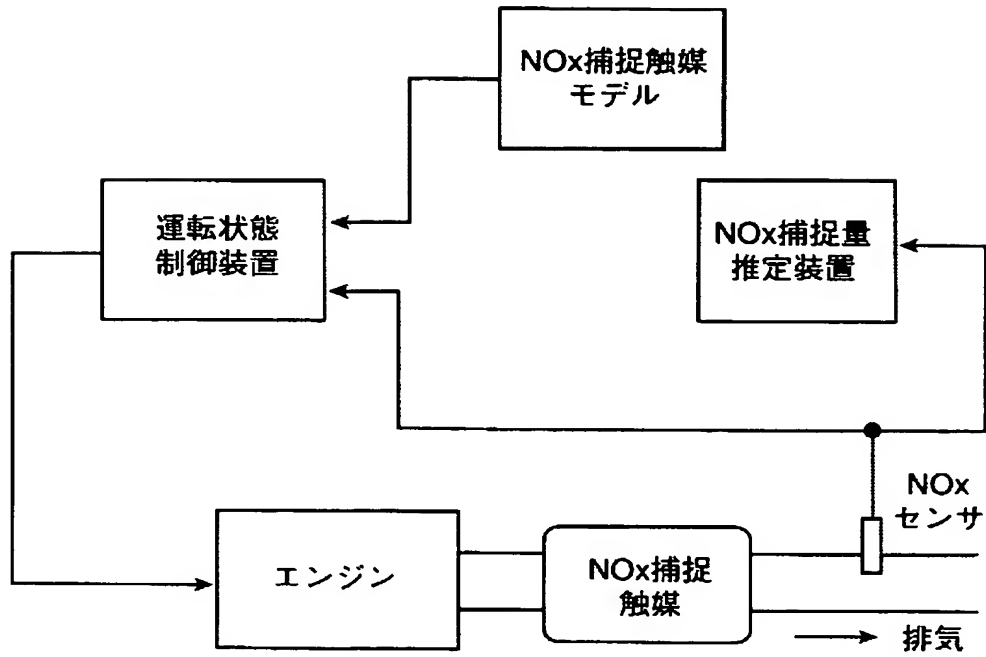 NOx捕捉触媒
モデル
運転状態
制御装置
NOx捕捉量
推定装置
NOx
センサ
エンジン
NOx捕捉
触媒
排気